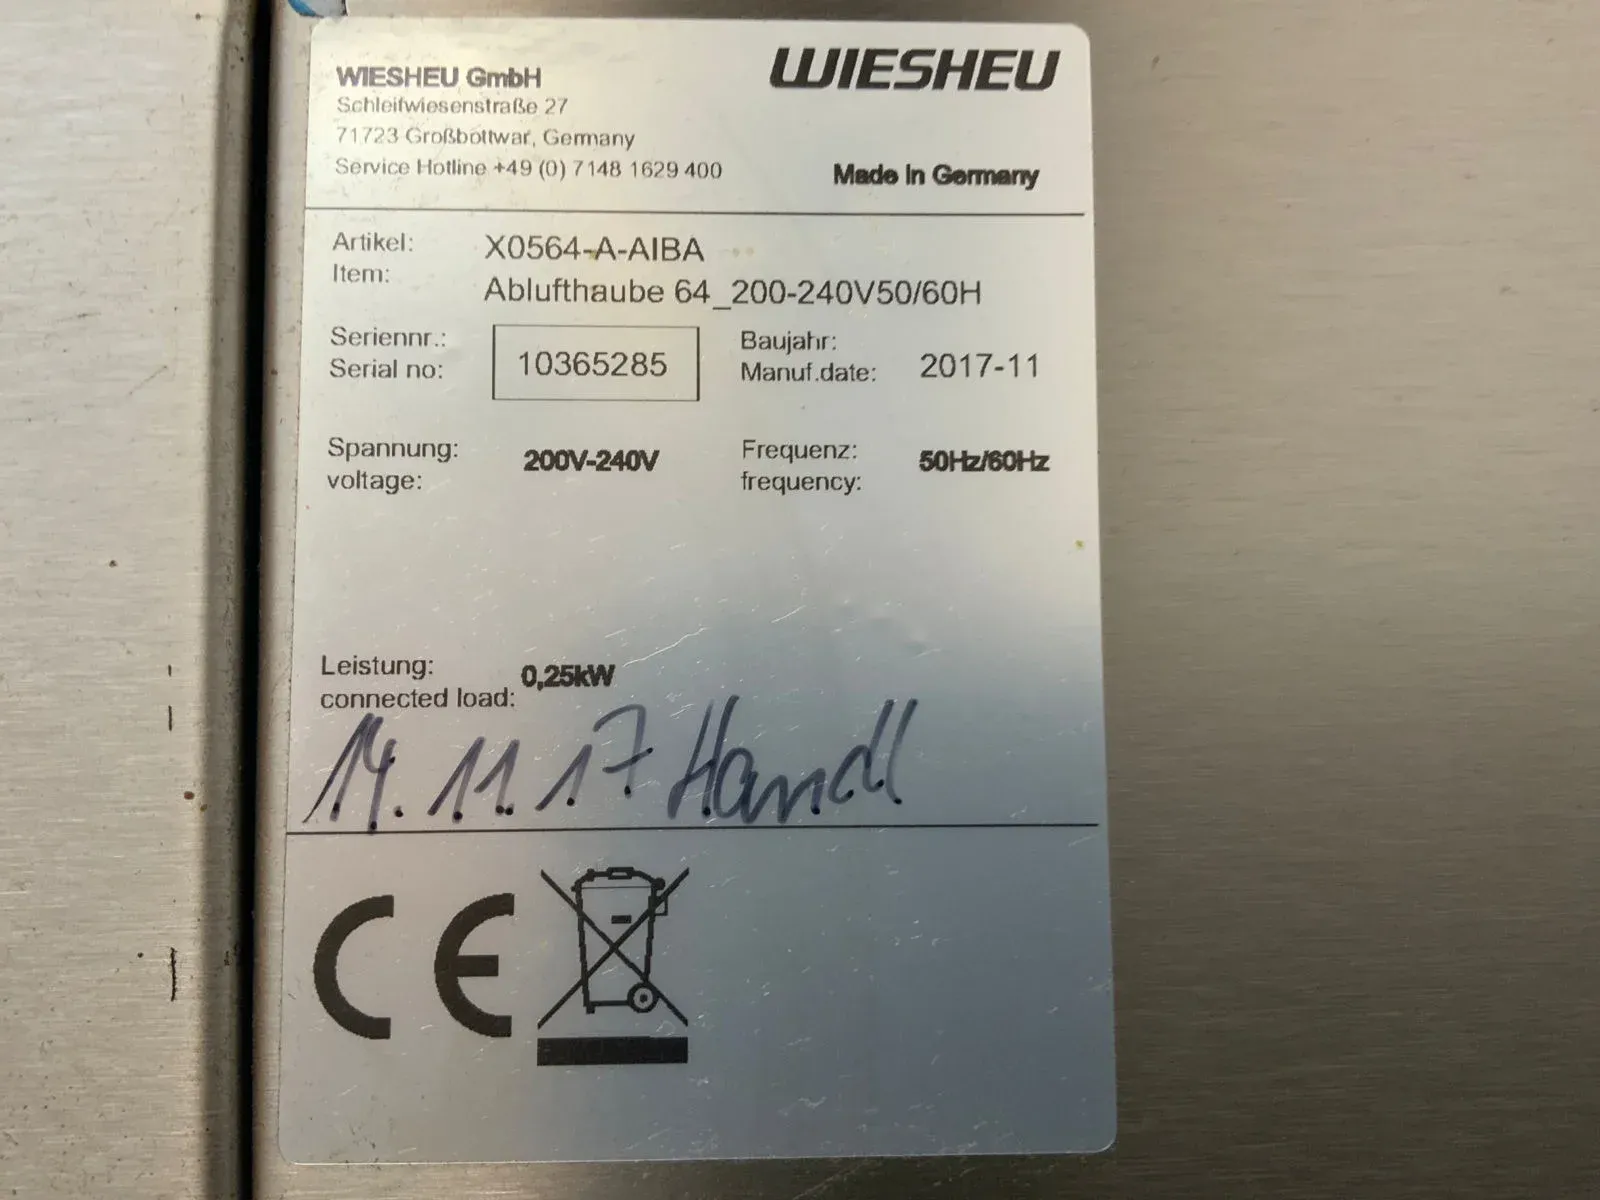 WIESHEU GmbH
Schleifwiesenstraße 27
71723 Großbottwar, Germany
Service Hotline +49 (0) 7148 1629 400
WIESHEU
Made in Germany
Artikel:
Item:
X0564-A-AIBA
Ablufthaube 64_200-240V50/60H
Seriennr.:
Serial no:
10365285
Baujahr:
Manuf.date:
2017-11
Spannung:
voltage:
200V-240V
Frequenz:
frequency:
50Hz/60Hz
Leistung:
connected load:
0,25kW
14.11.17 Handl
CE